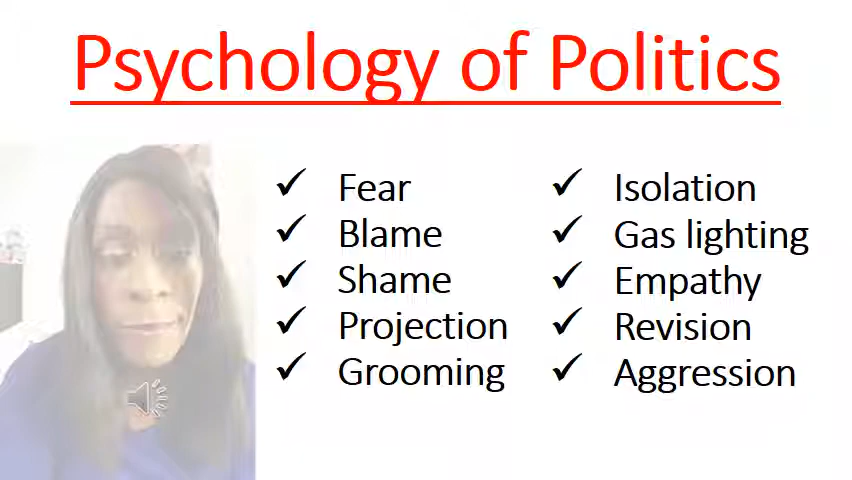 Psychology of Politics
✓ Fear
✓ Blame
✓ Shame
✓ Projection
✓ Grooming
✓ Isolation
✓ Gas lighting
✓ Empathy
✓ Revision
✓ Aggression